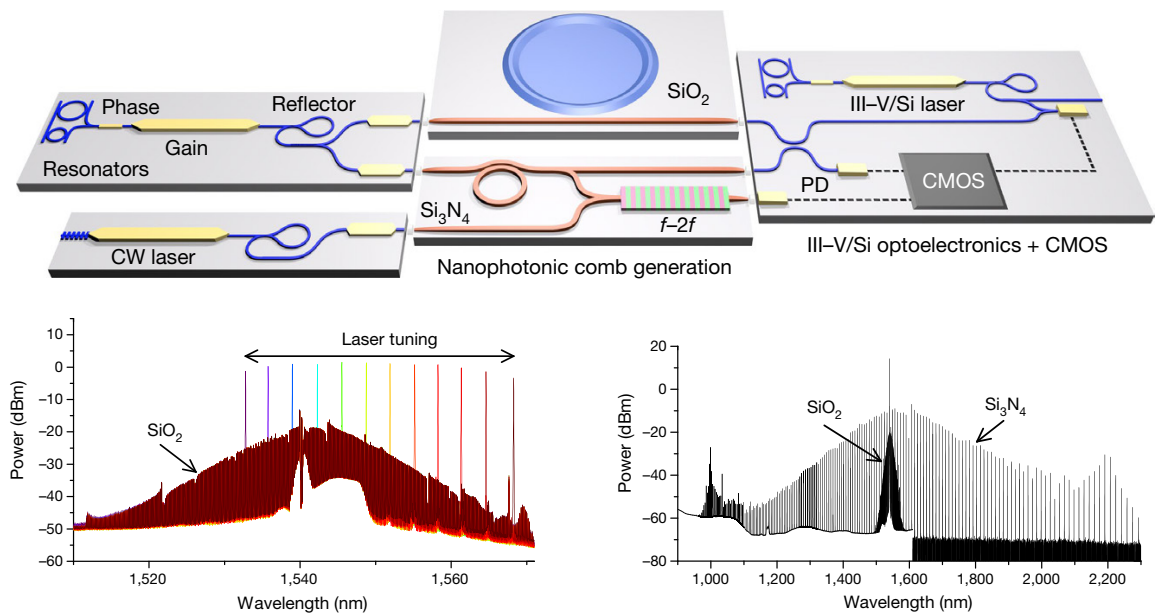 Phase
Reflector
Resonators
Gain
CW laser
SiO₂
Si₃N₄
f–2f
Nanophotonic comb generation
III–V/Si laser
PD
CMOS
III–V/Si optoelectronics + CMOS
Power (dBm)
10
0
−10
−20
−30
−40
−50
−60
Laser tuning
SiO₂
1,520
1,540
1,560
Wavelength (nm)
Power (dBm)
20
0
−20
−40
−60
−80
SiO₂
Si₃N₄
1,000
1,200
1,400
1,600
1,800
2,000
2,200
Wavelength (nm)